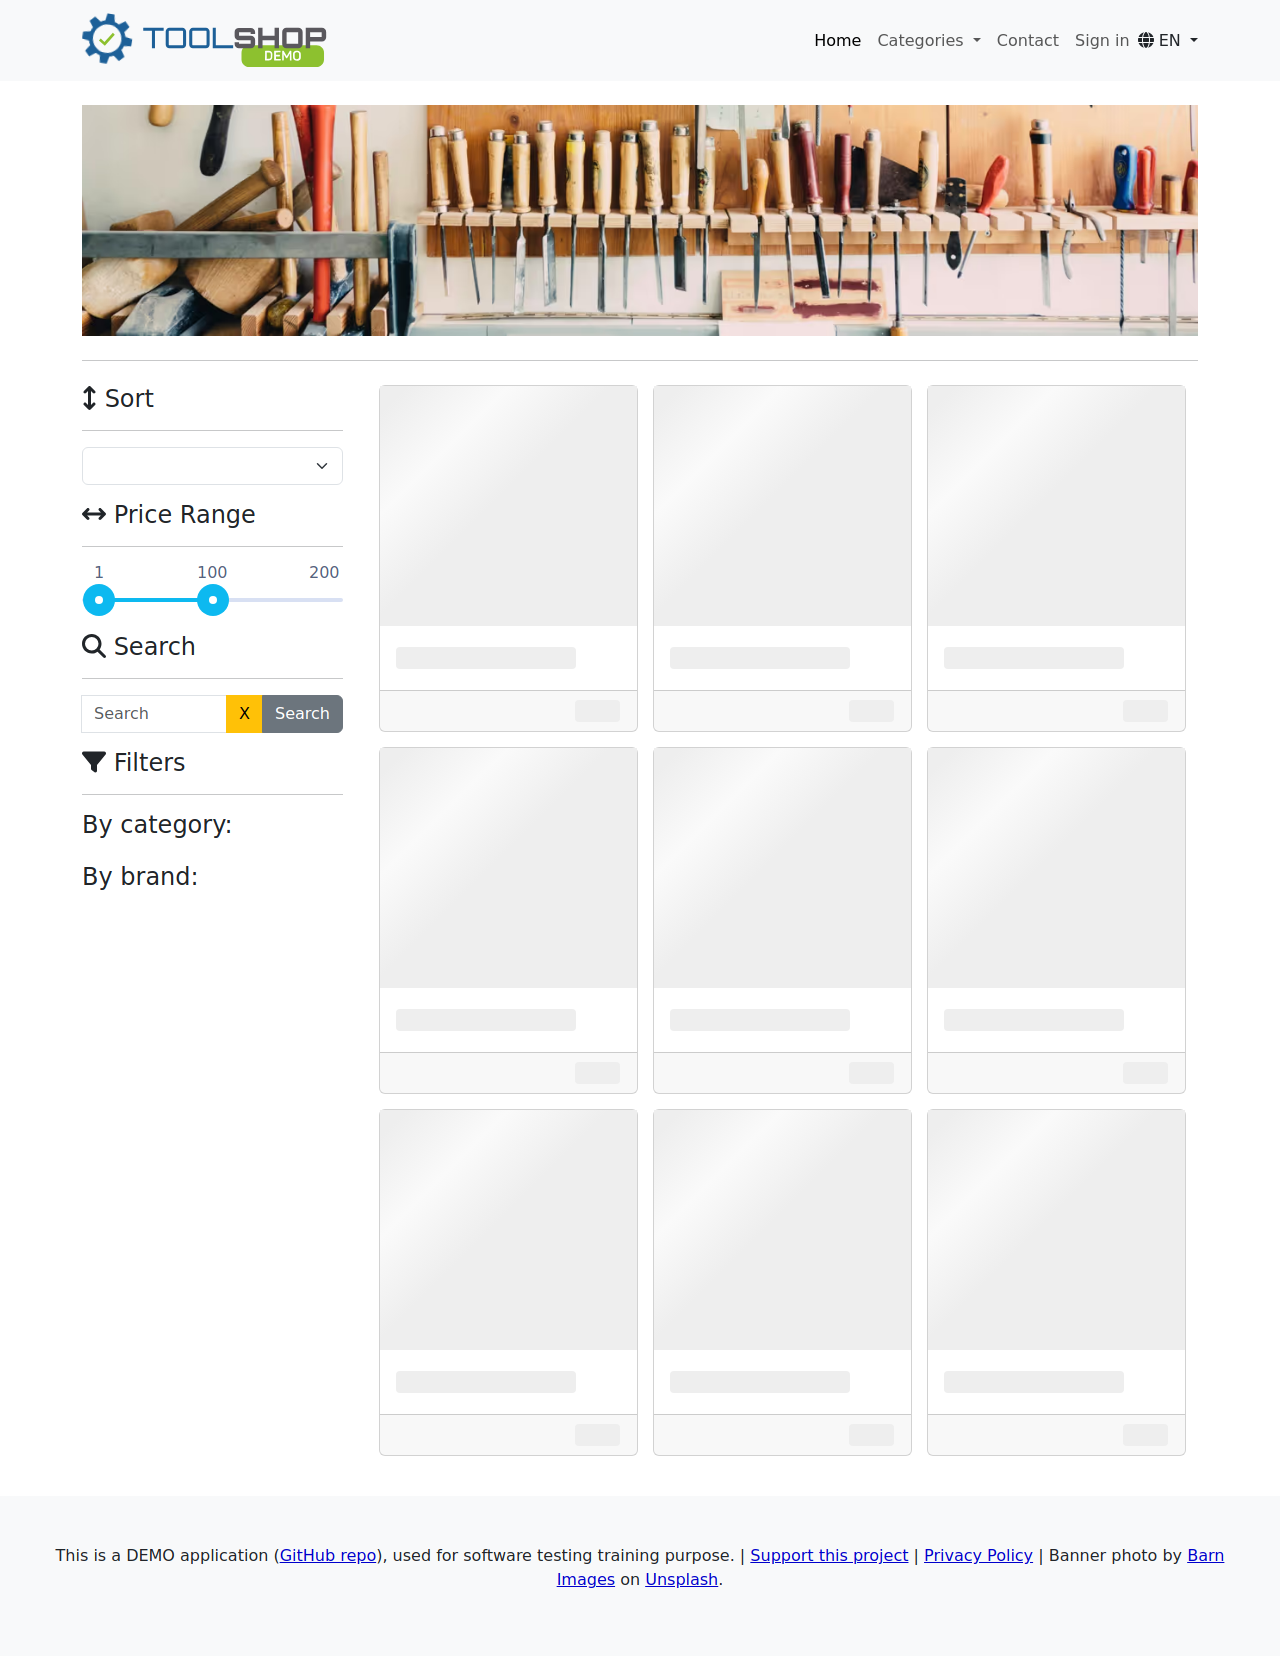 TOOLSHOP
DEMO
Home Categories Contact Sign in EN
Sort
Price Range
1 100 200
Search
Search X Search
Filters
By category:
By brand:
This is a DEMO application (GitHub repo), used for software testing training purpose. | Support this project | Privacy Policy | Banner photo by Barn
Images on Unsplash.